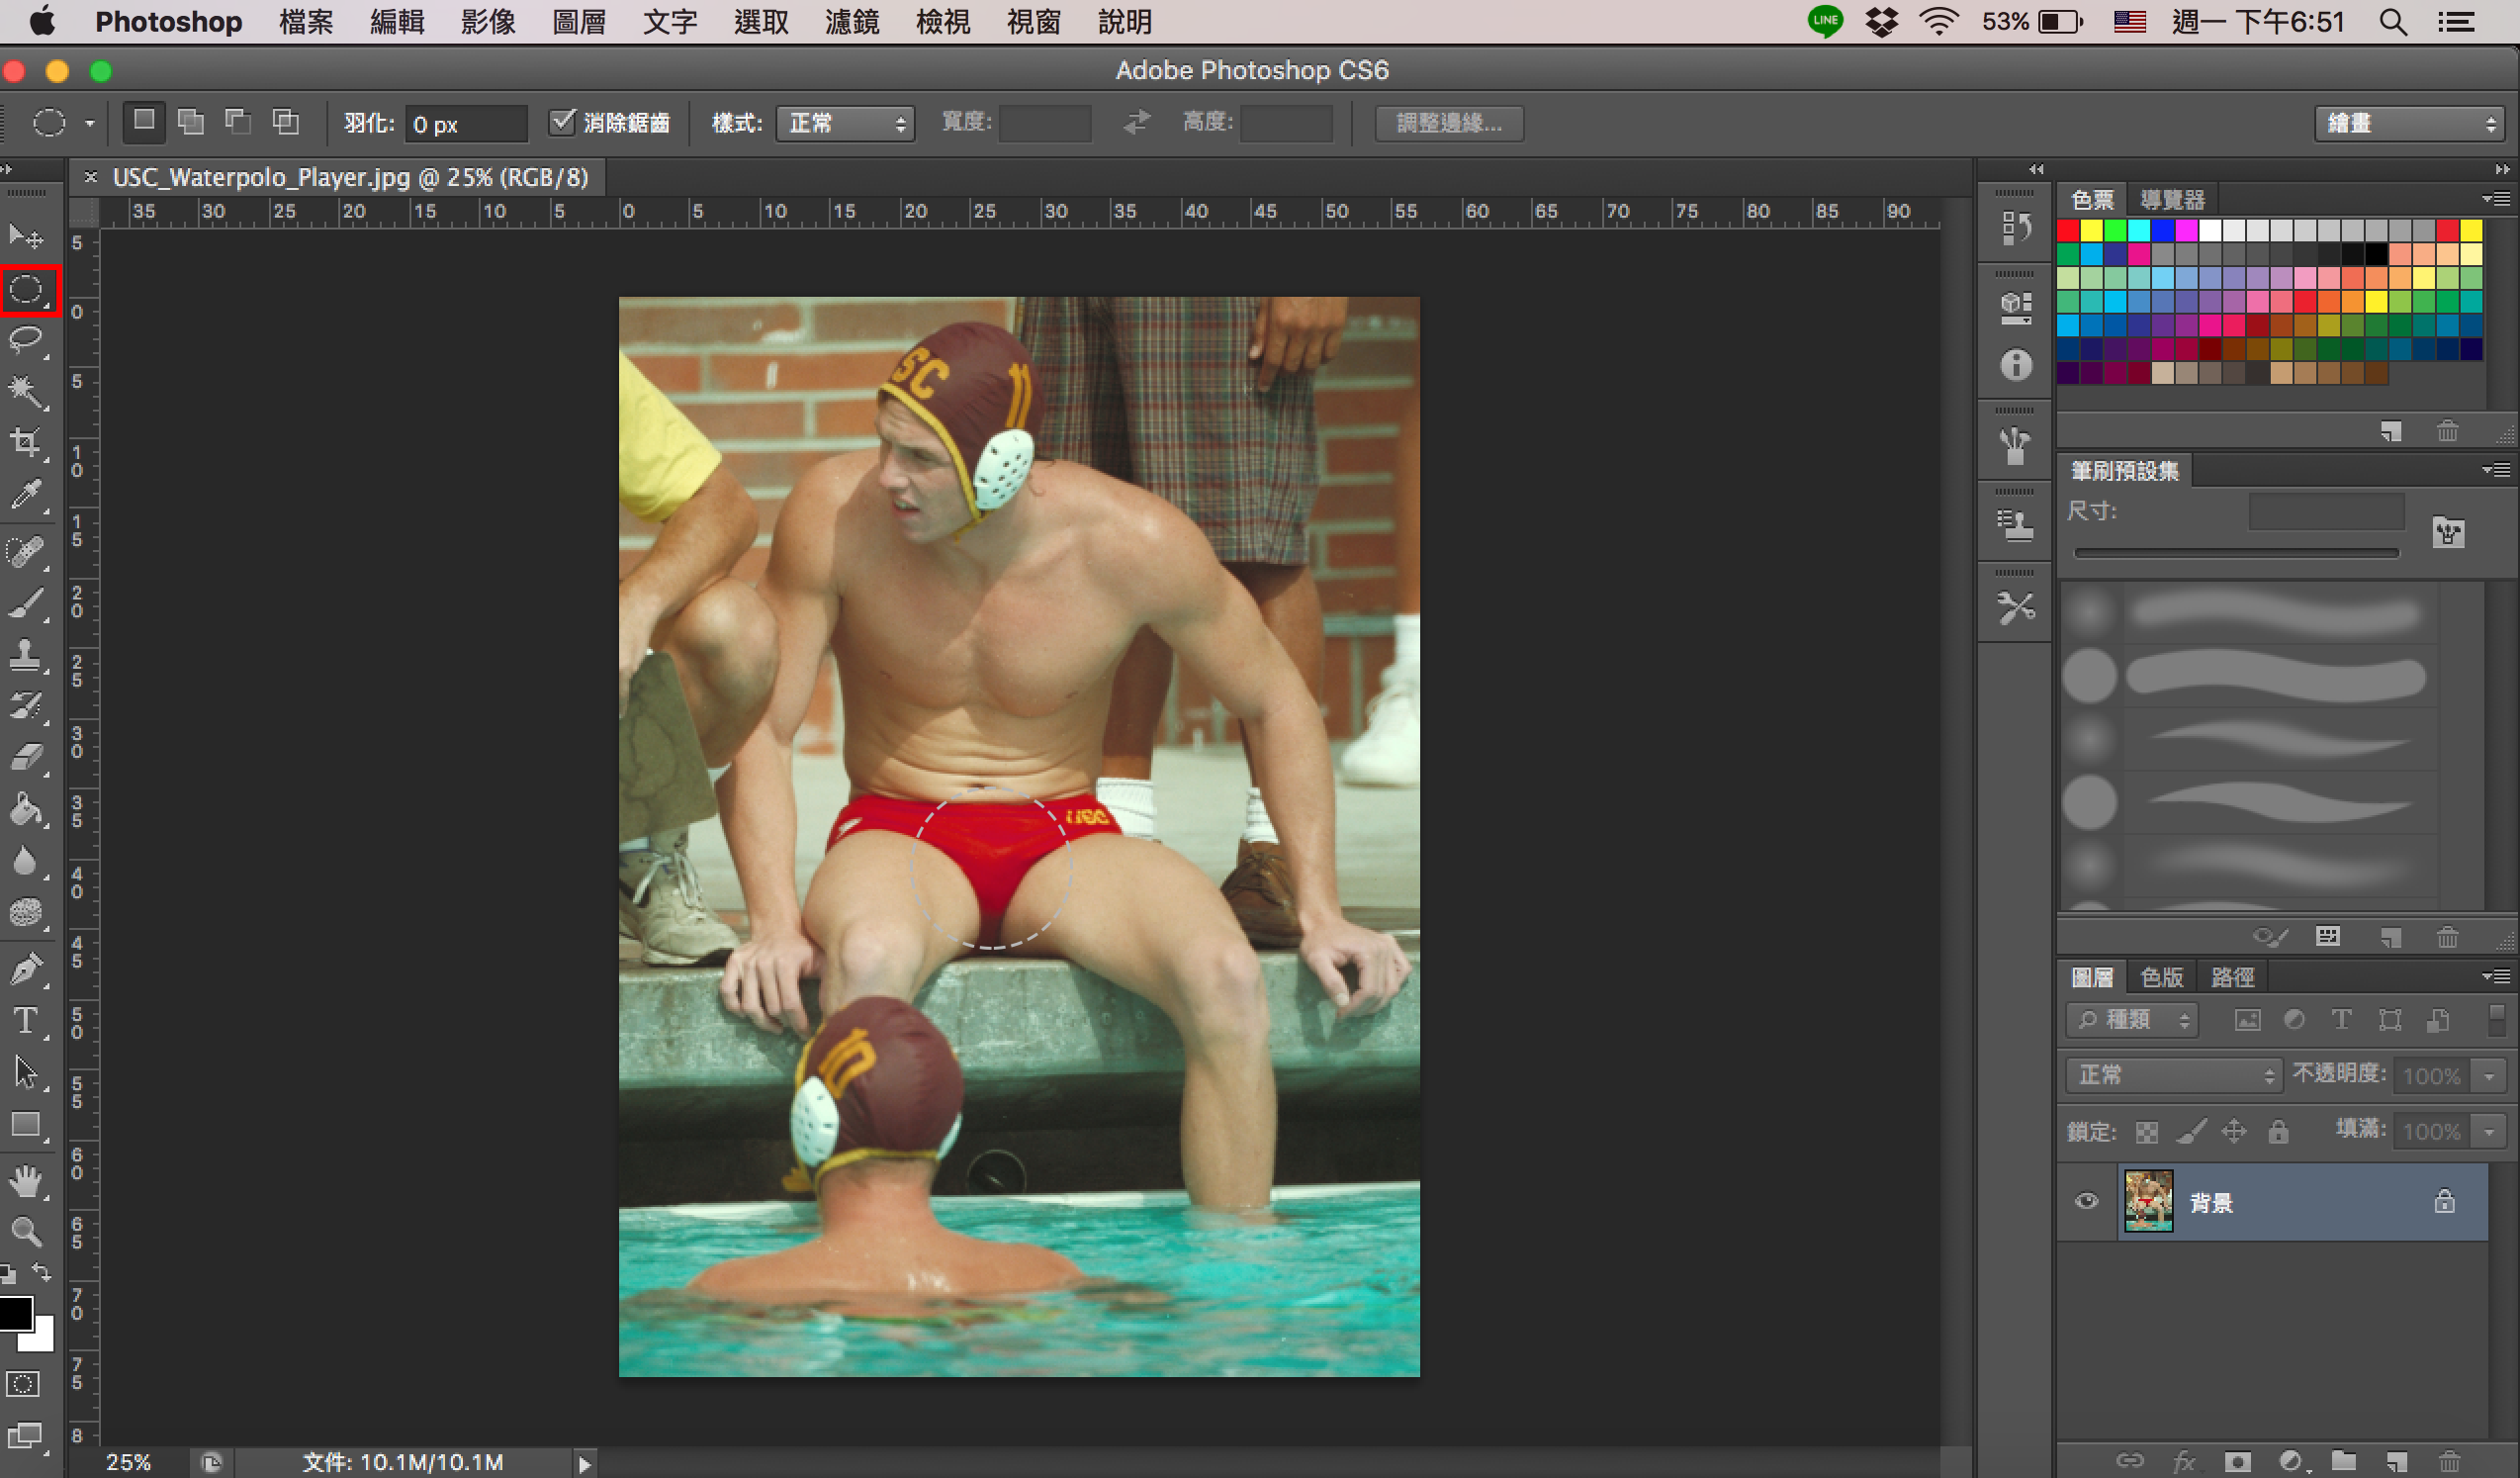 Photoshop 檔案 編輯 影像 圖層 文字 選取 濾鏡 檢視 視窗 說明 LINE 53% 週一 下午6:51
Adobe Photoshop CS6
羽化: 0 px 消除鋸齒 樣式: 正常 寬度: 高度: 調整邊緣... 繪畫
× USC_Waterpolo_Player.jpg @ 25% (RGB/8)
35 30 25 20 15 10 5 0 5 10 15 20 25 30 35 40 45 50 55 60 65 70 75 80 85 90
5
0
5
10
15
20
25
30
35
40
45
50
55
60
65
70
75
8
USC 11
USC
10
色票 導覽器
筆刷預設集
尺寸:
圖層 色版 路徑
種類
正常 不透明度: 100%
鎖定: 填滿: 100%
背景
25% 文件: 10.1M/10.1M